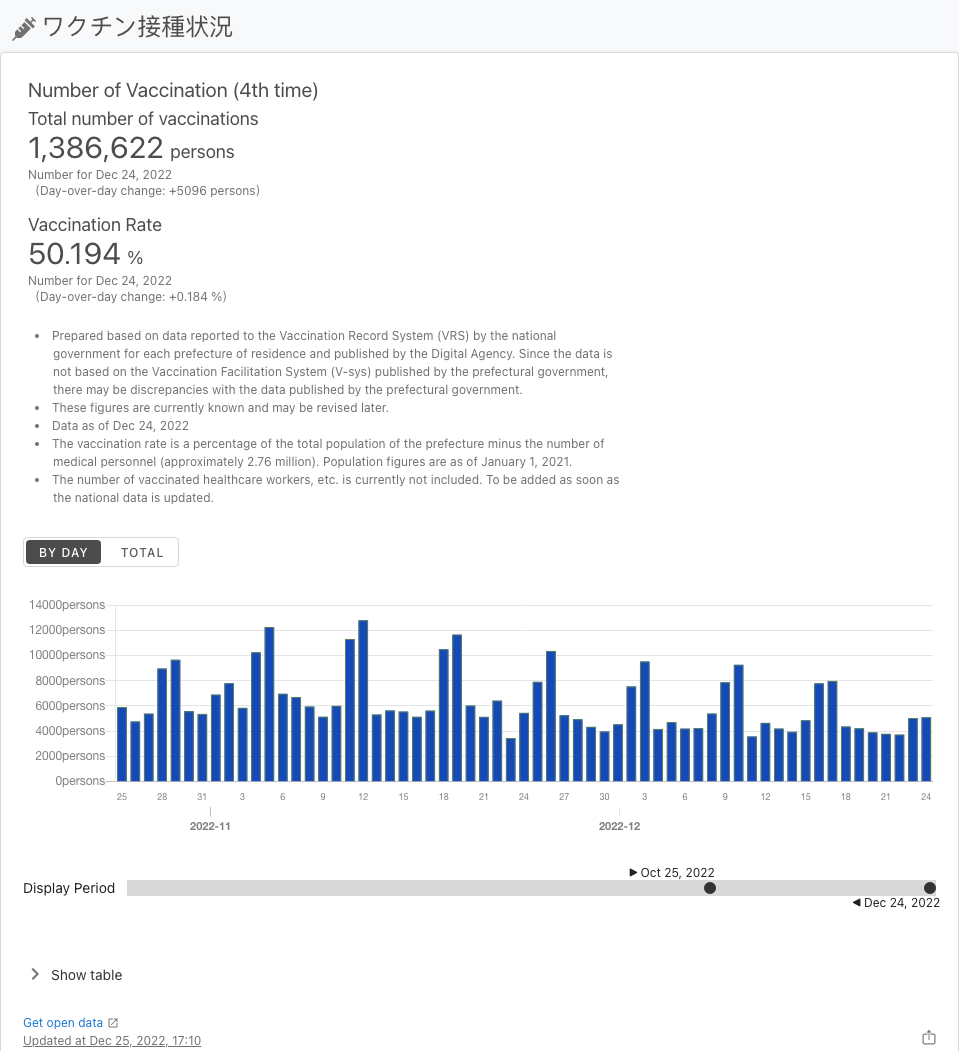 ワクチン接種状況
Number of Vaccination (4th time)
Total number of vaccinations
1,386,622 persons
Number for Dec 24, 2022
(Day-over-day change: +5096 persons)
Vaccination Rate
50.194 %
Number for Dec 24, 2022
(Day-over-day change: +0.184 %)
• Prepared based on data reported to the Vaccination Record System (VRS) by the national
government for each prefecture of residence and published by the Digital Agency. Since the data is
not based on the Vaccination Facilitation System (V-sys) published by the prefectural government,
there may be discrepancies with the data published by the prefectural government.
• These figures are currently known and may be revised later.
• Data as of Dec 24, 2022
• The vaccination rate is a percentage of the total population of the prefecture minus the number of
medical personnel (approximately 2.76 million). Population figures are as of January 1, 2021.
• The number of vaccinated healthcare workers, etc. is currently not included. To be added as soon as
the national data is updated.
BY DAY TOTAL
14000persons
12000persons
10000persons
8000persons
6000persons
4000persons
2000persons
0persons
25 28 31 3 6 9 12 15 18 21 24 27 30 3 6 9 12 15 18 21 24
2022-11 2022-12
Oct 25, 2022
Display Period
Dec 24, 2022
Show table
Get open data
Updated at Dec 25, 2022, 17:10